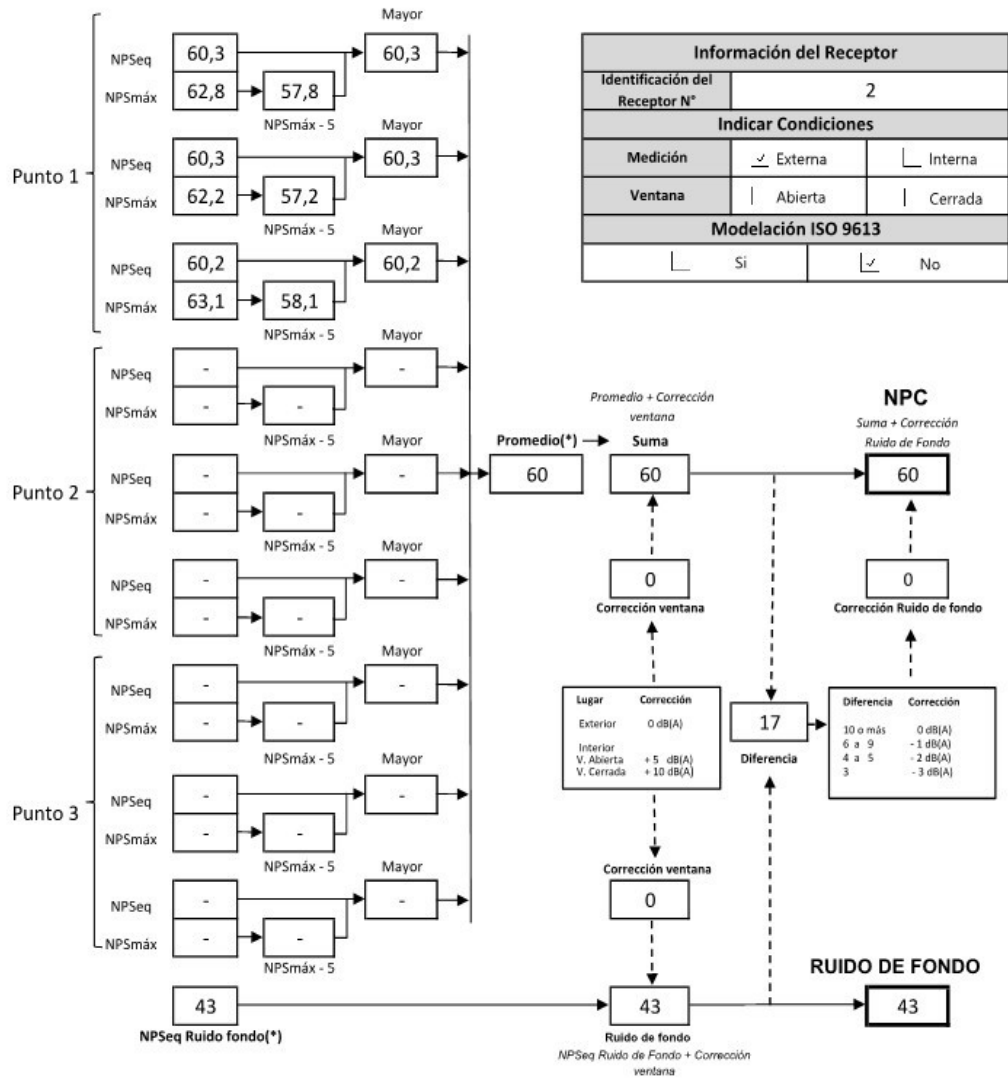 Mayor
Punto 1
NPSeq 60,3 60,3
NPSmáx 62,8 57,8
NPSmáx - 5
Mayor
NPSeq 60,3 60,3
NPSmáx 62,2 57,2
NPSmáx - 5
Mayor
NPSeq 60,2 60,2
NPSmáx 63,1 58,1
NPSmáx - 5
Información del Receptor
Identificación del
Receptor N°
2
Indicar Condiciones
Medición ✓ Externa Interna
Ventana Abierta Cerrada
Modelación ISO 9613
Si ✓ No
Punto 2
Mayor
NPSeq - -
NPSmáx - -
NPSmáx - 5
Mayor
NPSeq - -
NPSmáx - -
NPSmáx - 5
Mayor
NPSeq - -
NPSmáx - -
NPSmáx - 5
Punto 3
Mayor
NPSeq - -
NPSmáx - -
NPSmáx - 5
Mayor
NPSeq - -
NPSmáx - -
NPSmáx - 5
Mayor
NPSeq - -
NPSmáx - -
NPSmáx - 5
Promedio(*)
60
Promedio + Corrección
ventana
Suma
60
NPC
Suma + Corrección
Ruido de Fondo
60
0
Corrección ventana
0
Corrección Ruido de fondo
Lugar Corrección
Exterior 0 dB(A)
Interior
V. Abierta + 5 dB(A)
V. Cerrada + 10 dB(A)
17
Diferencia
Diferencia Corrección
10 o más 0 dB(A)
6 a 9 - 1 dB(A)
4 a 5 - 2 dB(A)
3 - 3 dB(A)
Corrección ventana
0
43
NPSeq Ruido fondo(*)
43
Ruido de fondo
NPSeq Ruido de Fondo + Corrección
ventana
RUIDO DE FONDO
43